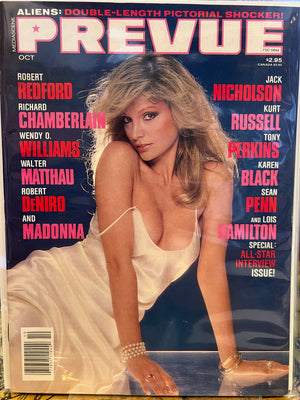 ALIENS: DOUBLE-LENGTH PICTORIAL SHOCKER!
MEDIASCENE
PREVUE
OCT
$2.95
ROBERT
REDFORD
RICHARD
CHAMBERLAIN
WENDY O.
WILLIAMS
WALTER
MATTHAU
ROBERT
DeNIRO
AND
MADONNA
JACK
NICHOLSON
KURT
RUSSELL
TONY
PERKINS
KAREN
BLACK
SEAN
PENN
AND LOIS
HAMILTON
SPECIAL:
ALL-STAR
INTERVIEW
ISSUE!